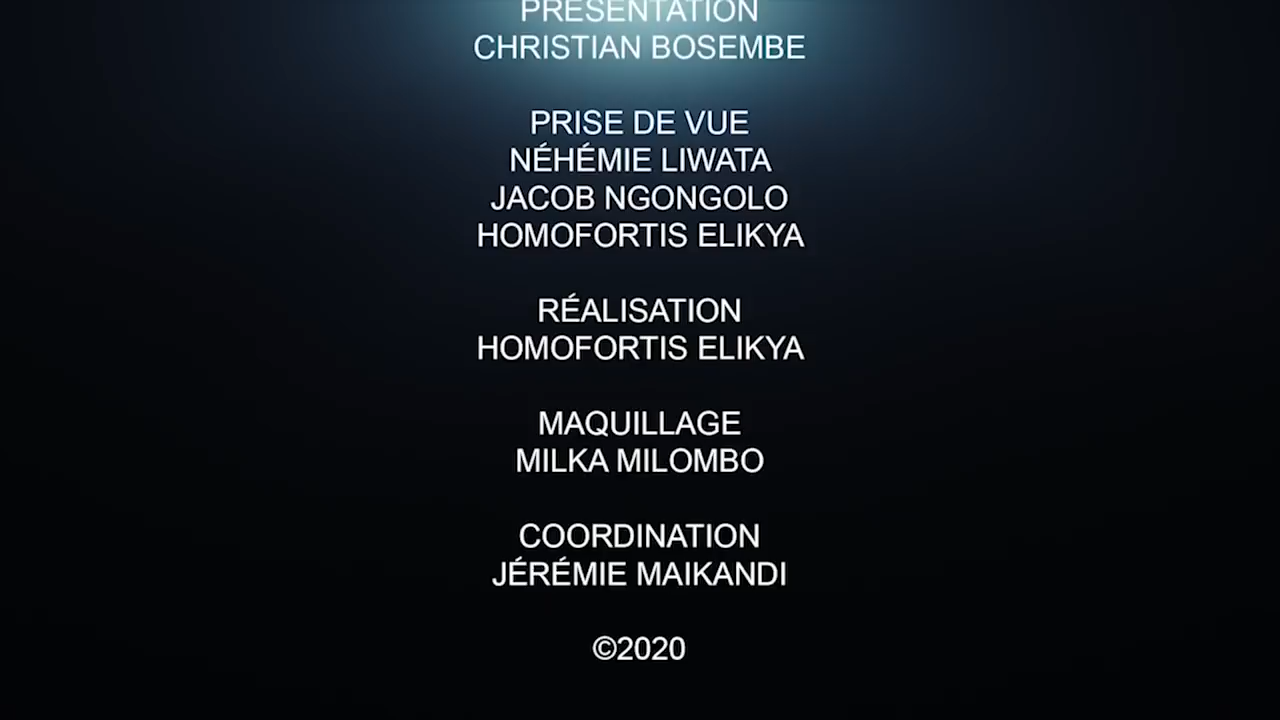 PRÉSENTATION
CHRISTIAN BOSEMBE
PRISE DE VUE
NÉHÉMIE LIWATA
JACOB NGONGOLO
HOMOFORTIS ELIKYA
RÉALISATION
HOMOFORTIS ELIKYA
MAQUILLAGE
MILKA MILOMBO
COORDINATION
JÉRÉMIE MAIKANDI
©2020